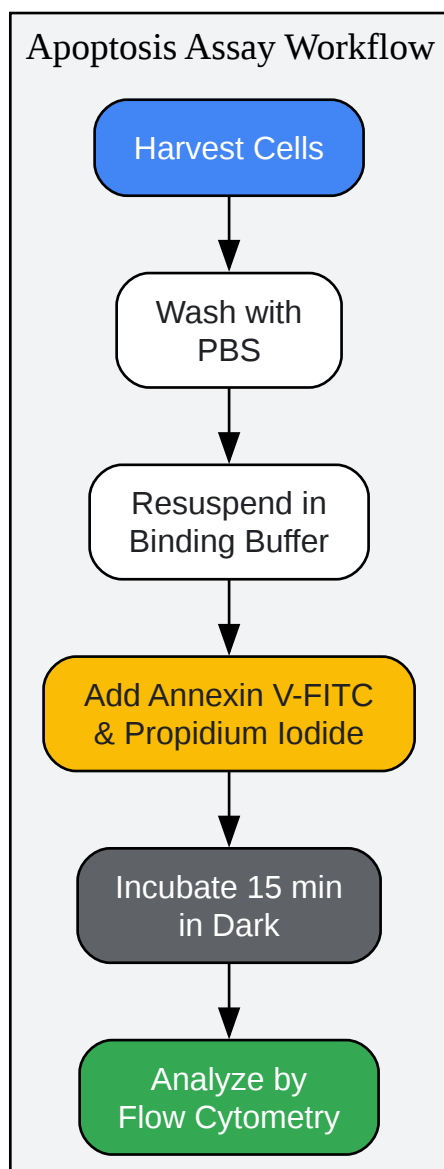 Apoptosis Assay Workflow
Harvest Cells
Wash with
PBS
Resuspend in
Binding Buffer
Add Annexin V-FITC
& Propidium Iodide
Incubate 15 min
in Dark
Analyze by
Flow Cytometry